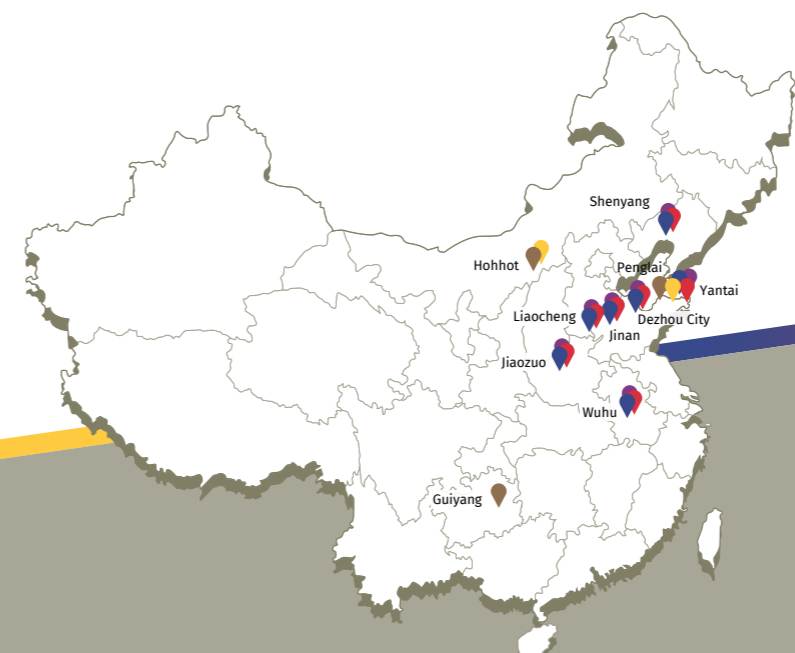 Shenyang
Hohhot
Penglai
Yantai
Liaocheng
Dezhou City
Jinan
Jiaozuo
Wuhu
Guiyang